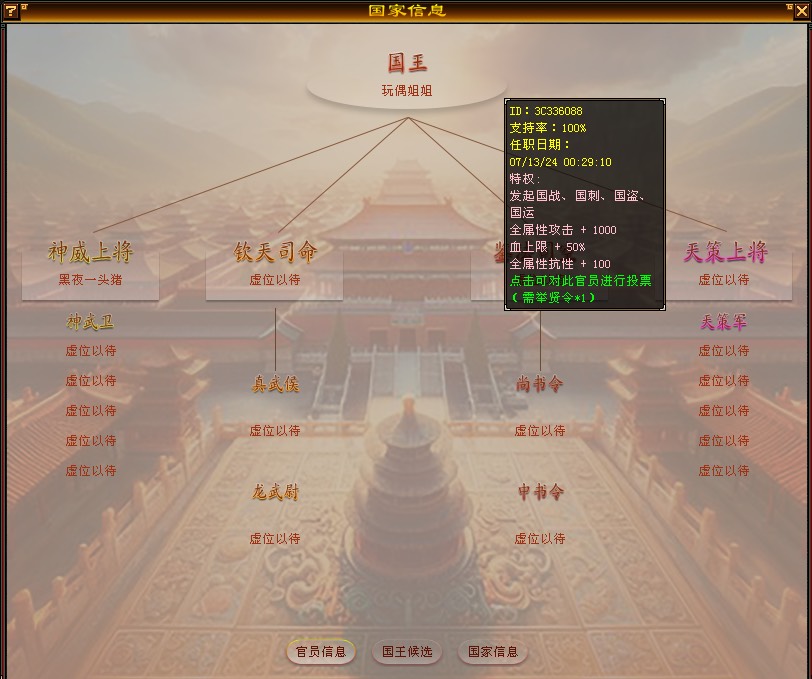 国家信息
国王
玩偶姐姐
ID：3C336088
支持率：100%
任职日期：
07/13/24 00:29:10
特权:
发起国战、国刺、国盗、
国运
全属性攻击 + 1000
血上限 + 50%
全属性抗性 + 100
点击可对此官员进行投票
（需举贤令*1）
神威上将 钦天司命 天策上将
黑夜一头猪 虚位以待 虚位以待
神武卫 天策军
虚位以待 虚位以待
真武侯 尚书令
虚位以待 虚位以待
虚位以待 虚位以待
虚位以待 虚位以待
虚位以待 虚位以待
虚位以待 虚位以待
龙武尉 中书令
虚位以待 虚位以待
官员信息 国王候选 国家信息